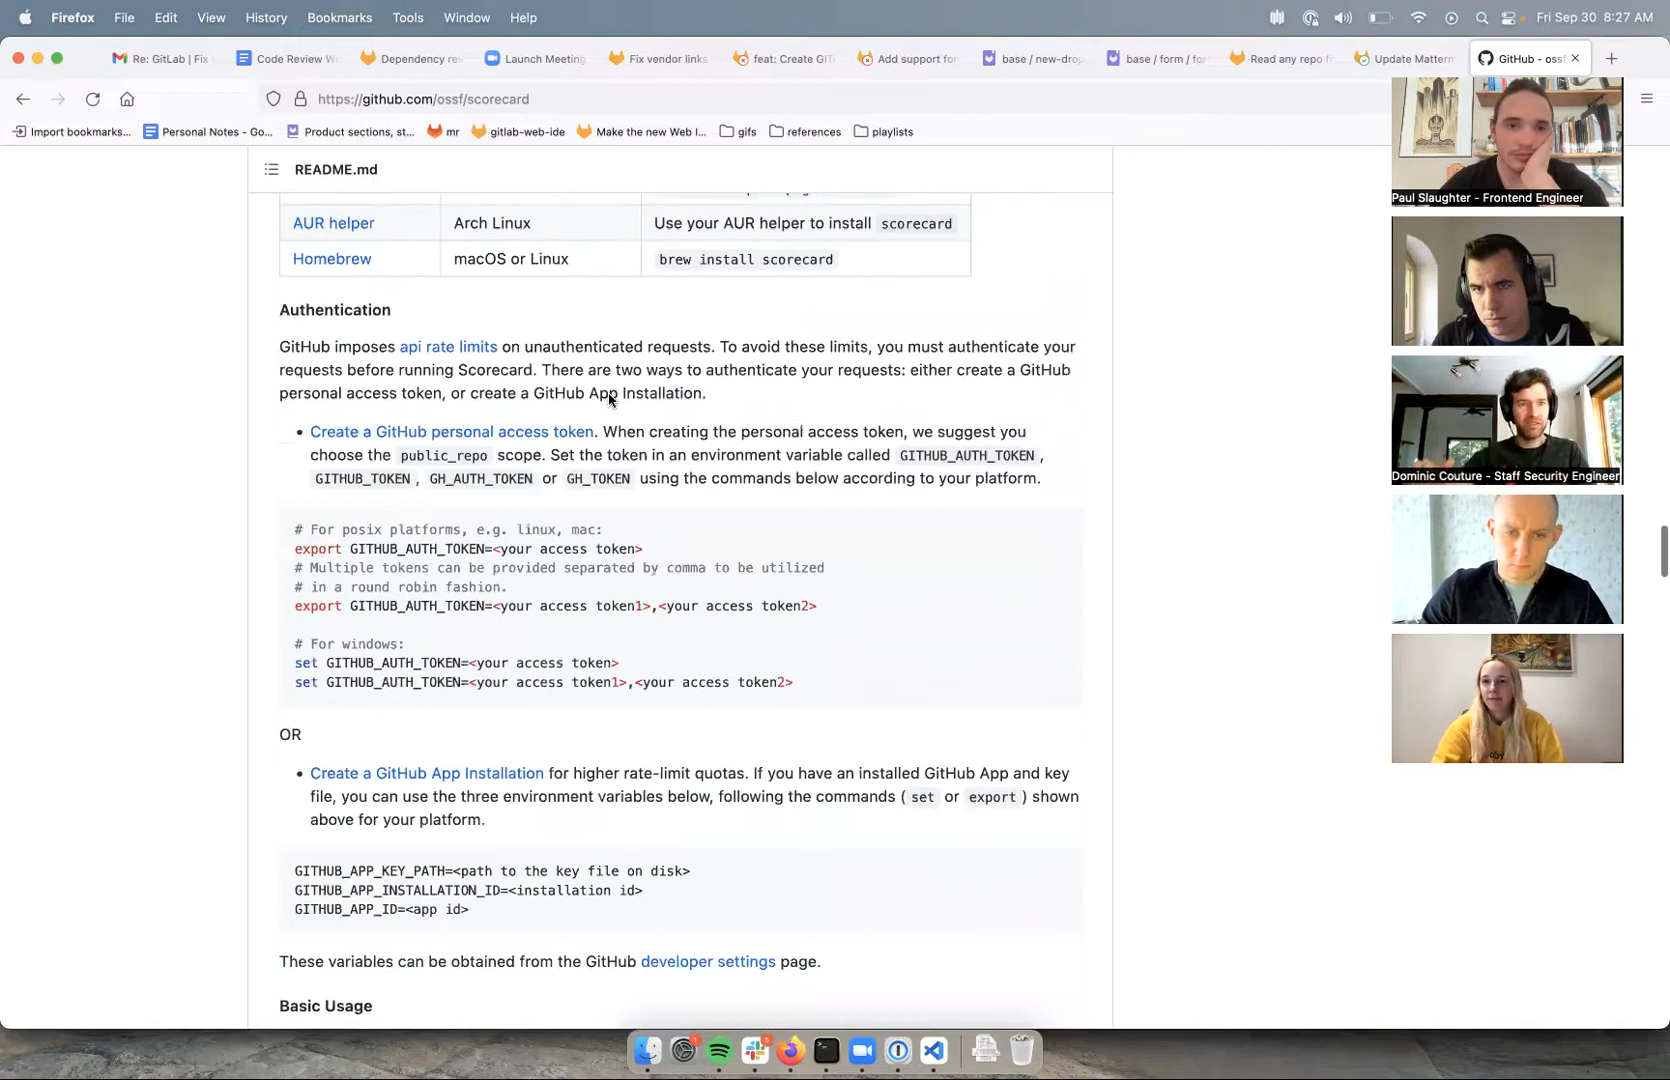 Firefox File Edit View History Bookmarks Tools Window Help Fri Sep 30 8:27 AM
Re: GitLab | Fix
Code Review W
Dependency re
Launch Meeting
Fix vendor links
feat: Create GIT
Add support for
base / new-drop
base / form / fo
Read any repo f
Update Matterm
GitHub - ossf
https://github.com/ossf/scorecard
Import bookmarks...
Personal Notes - Go...
Product sections, st...
mr
gitlab-web-ide
Make the new Web I...
gifs
references
playlists
README.md
AUR helper Arch Linux Use your AUR helper to install scorecard
Homebrew macOS or Linux brew install scorecard
Authentication
GitHub imposes api rate limits on unauthenticated requests. To avoid these limits, you must authenticate your
requests before running Scorecard. There are two ways to authenticate your requests: either create a GitHub
personal access token, or create a GitHub App Installation.
• Create a GitHub personal access token. When creating the personal access token, we suggest you
choose the public_repo scope. Set the token in an environment variable called GITHUB_AUTH_TOKEN,
GITHUB_TOKEN, GH_AUTH_TOKEN or GH_TOKEN using the commands below according to your platform.
# For posix platforms, e.g. linux, mac:
export GITHUB_AUTH_TOKEN=<your access token>
# Multiple tokens can be provided separated by comma to be utilized
# in a round robin fashion.
export GITHUB_AUTH_TOKEN=<your access token1>,<your access token2>
# For windows:
set GITHUB_AUTH_TOKEN=<your access token>
set GITHUB_AUTH_TOKEN=<your access token1>,<your access token2>
OR
• Create a GitHub App Installation for higher rate-limit quotas. If you have an installed GitHub App and key
file, you can use the three environment variables below, following the commands ( set or export ) shown
above for your platform.
GITHUB_APP_KEY_PATH=<path to the key file on disk>
GITHUB_APP_INSTALLATION_ID=<installation id>
GITHUB_APP_ID=<app id>
These variables can be obtained from the GitHub developer settings page.
Basic Usage
Paul Slaughter - Frontend Engineer
Dominic Couture - Staff Security Engineer